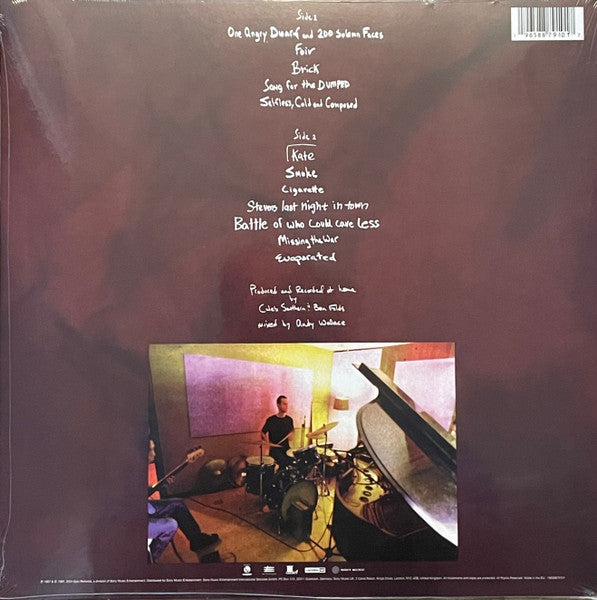 Side 1
One Angry Dwarf and 200 Solemn Faces
Fair
Brick
Song for the DUMPED
Selfless, Cold and Composed
Side 2
Kate
Smoke
Cigarette
Stevens last night in town
Battle of who Could Care Less
Missing the War
Evaporated
Produced and Recorded at home
by
Caleb Southern & Ben Folds
mixed by Andy Wallace